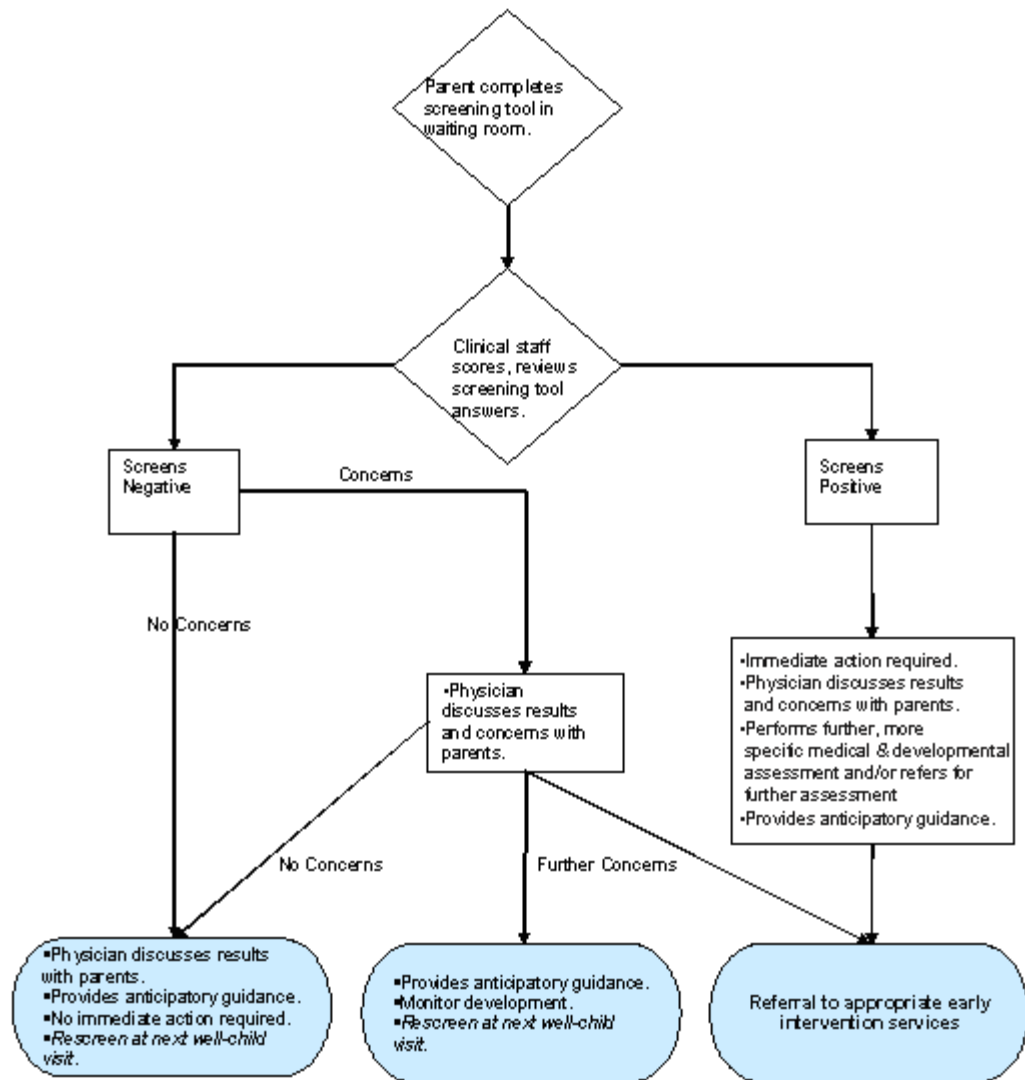 Parent completes
screening tool in
waiting room.
Clinical staff
scores, reviews
screening tool
answers.
Screens
Negative
Concerns
Screens
Positive
No Concerns
▪Immediate action required.
▪Physician discusses results
and concerns with parents.
▪Performs further, more
specific medical & developmental
assessment and/or refers for
further assessment
▪Provides anticipatory guidance.
▪Physician
discusses results
and concerns with
parents.
No Concerns
Further Concerns
▪Physician discusses results
with parents.
▪Provides anticipatory guidance.
▪No immediate action required.
▪Rescreen at next well-child
visit.
▪Provides anticipatory guidance.
▪Monitor development.
▪Rescreen at next well-child
visit.
Referral to appropriate early
intervention services